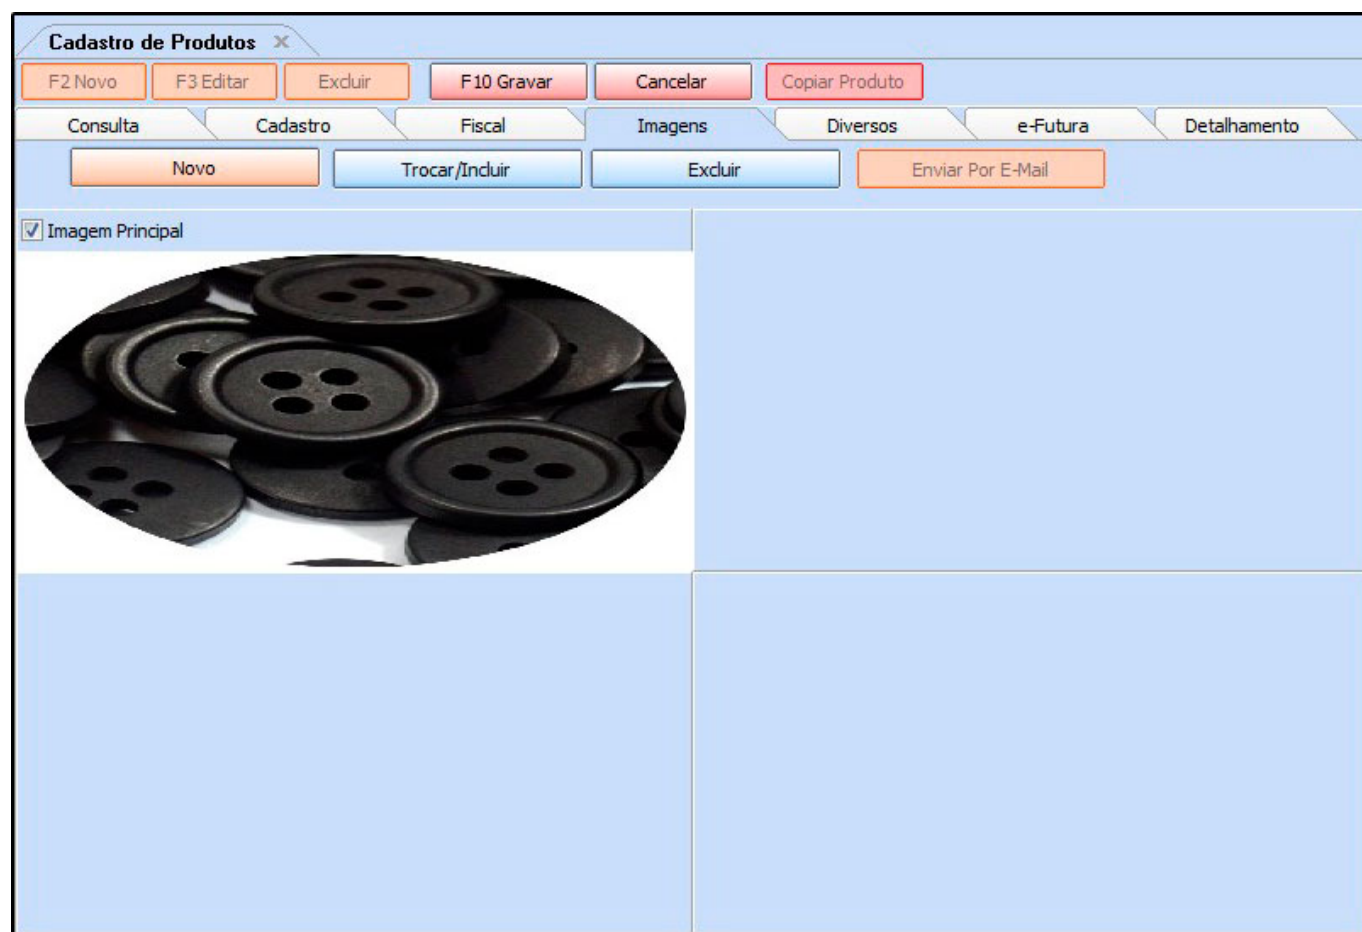 Cadastro de Produtos
F2 Novo F3 Editar Excluir F10 Gravar Cancelar Copiar Produto
Consulta Cadastro Fiscal Imagens Diversos e-Futura Detalhamento
Novo Trocar/Incluir Excluir Enviar Por E-Mail
Imagem Principal